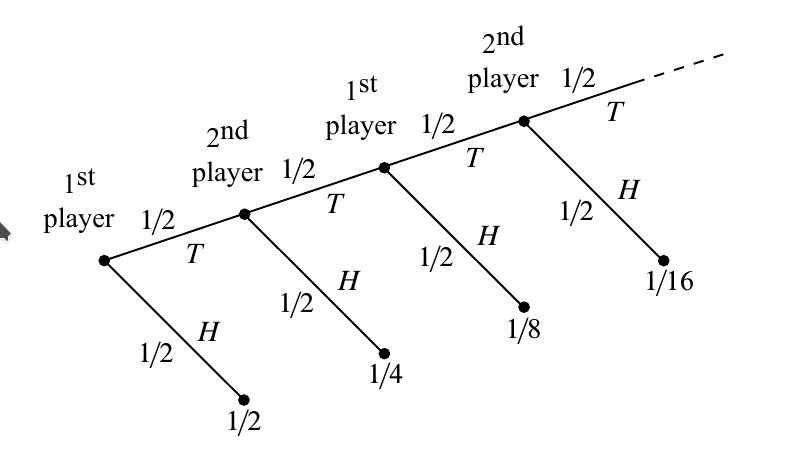 2nd
player 1/2
T
1st
player 1/2
T
2nd
player 1/2
T
1st
player 1/2
T
1/2 H
1/16
1/2 H
1/8
1/2 H
1/4
1/2 H
1/2